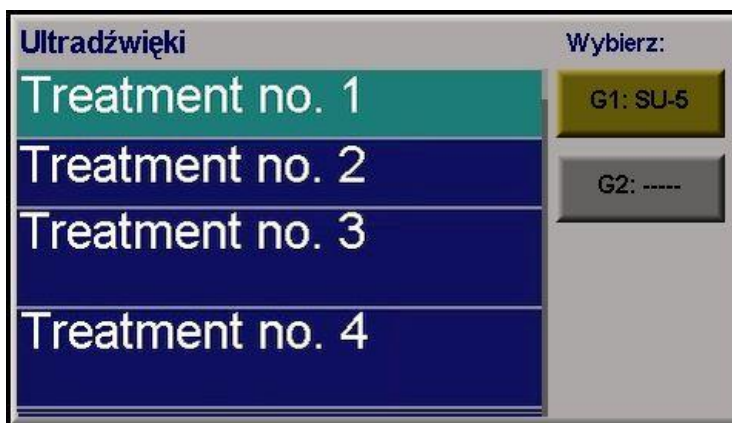 Ultradźwięki
Treatment no. 1
Treatment no. 2
Treatment no. 3
Treatment no. 4
Wybierz:
G1: SU-5
G2: -----